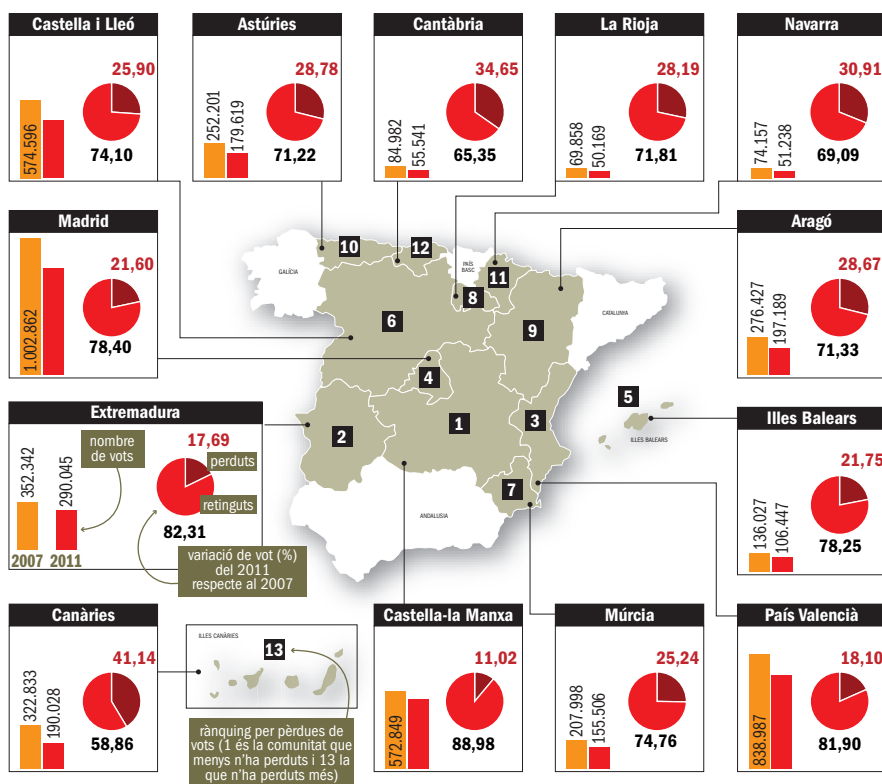 Castella i Lleó
25,90
574.596
74,10
Astúries
28,78
252.201
179.619
71,22
Cantàbria
34,65
84.982
55.541
65,35
La Rioja
28,19
69.858
50.169
71,81
Navarra
30,91
74.157
51.238
69,09
Madrid
21,60
1.002.862
78,40
Aragó
28,67
276.427
197.189
71,33
Extremadura
17,69
352.342
290.045
nombre
de vots
perduts
retinguts
82,31
2007 2011
variació de vot (%)
del 2011
respecte al 2007
GALÍCIA
PAÍS
BASC
CATALUNYA
ANDALUSIA
ILLES BALEARS
10
12
11
8
6
9
4
5
1
3
2
7
Illes Balears
21,75
136.027
106.447
78,25
Canàries
41,14
322.833
190.028
58,86
ILLES CANÀRIES
13
rànquing per pèrdues de
vots (1 és la comunitat que
menys n'ha perduts i 13 la
que n'ha perduts més)
Castella-la Manxa
11,02
572.849
88,98
Múrcia
25,24
207.998
155.506
74,76
País Valencià
18,10
838.987
81,90